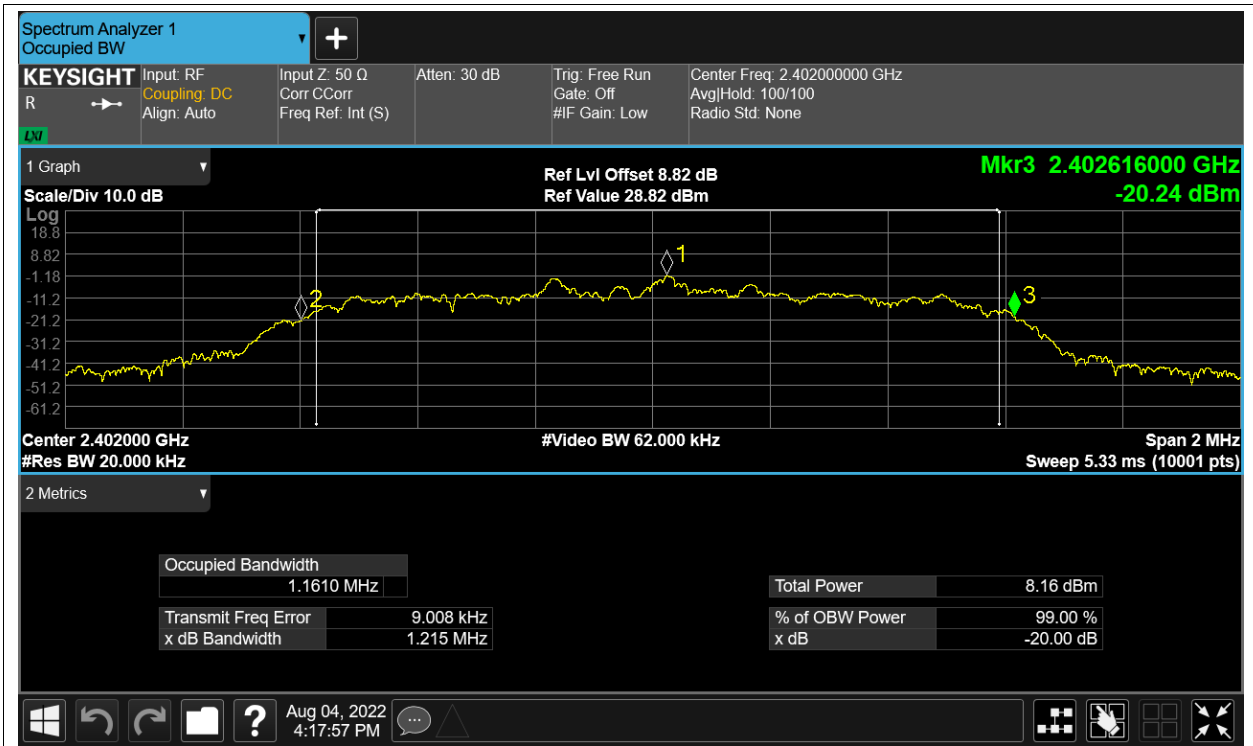 Spectrum Analyzer 1
Occupied BW
KEYSIGHT
R
LXI
Input: RF
Coupling: DC
Align: Auto
Input Z: 50 Ω
Corr CCorr
Freq Ref: Int (S)
Atten: 30 dB
Trig: Free Run
Gate: Off
#IF Gain: Low
Center Freq: 2.402000000 GHz
Avg|Hold: 100/100
Radio Std: None
1 Graph
Scale/Div 10.0 dB
Ref Lvl Offset 8.82 dB
Ref Value 28.82 dBm
Mkr3 2.402616000 GHz
-20.24 dBm
Log
18.8
8.82
-1.18
-11.2
-21.2
-31.2
-41.2
-51.2
-61.2
1
2
3
Center 2.402000 GHz
#Res BW 20.000 kHz
#Video BW 62.000 kHz
Span 2 MHz
Sweep 5.33 ms (10001 pts)
2 Metrics
Occupied Bandwidth
1.1610 MHz
Transmit Freq Error 9.008 kHz
x dB Bandwidth 1.215 MHz
Total Power 8.16 dBm
% of OBW Power 99.00 %
x dB -20.00 dB
?
Aug 04, 2022
4:17:57 PM